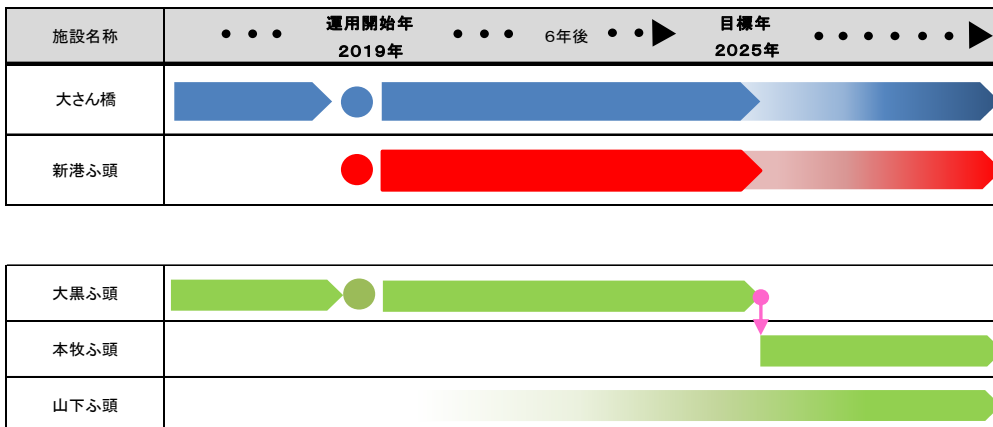 施設名称
運用開始年
2019年
6年後
目標年
2025年
大さん橋
新港ふ頭
大黒ふ頭
本牧ふ頭
山下ふ頭